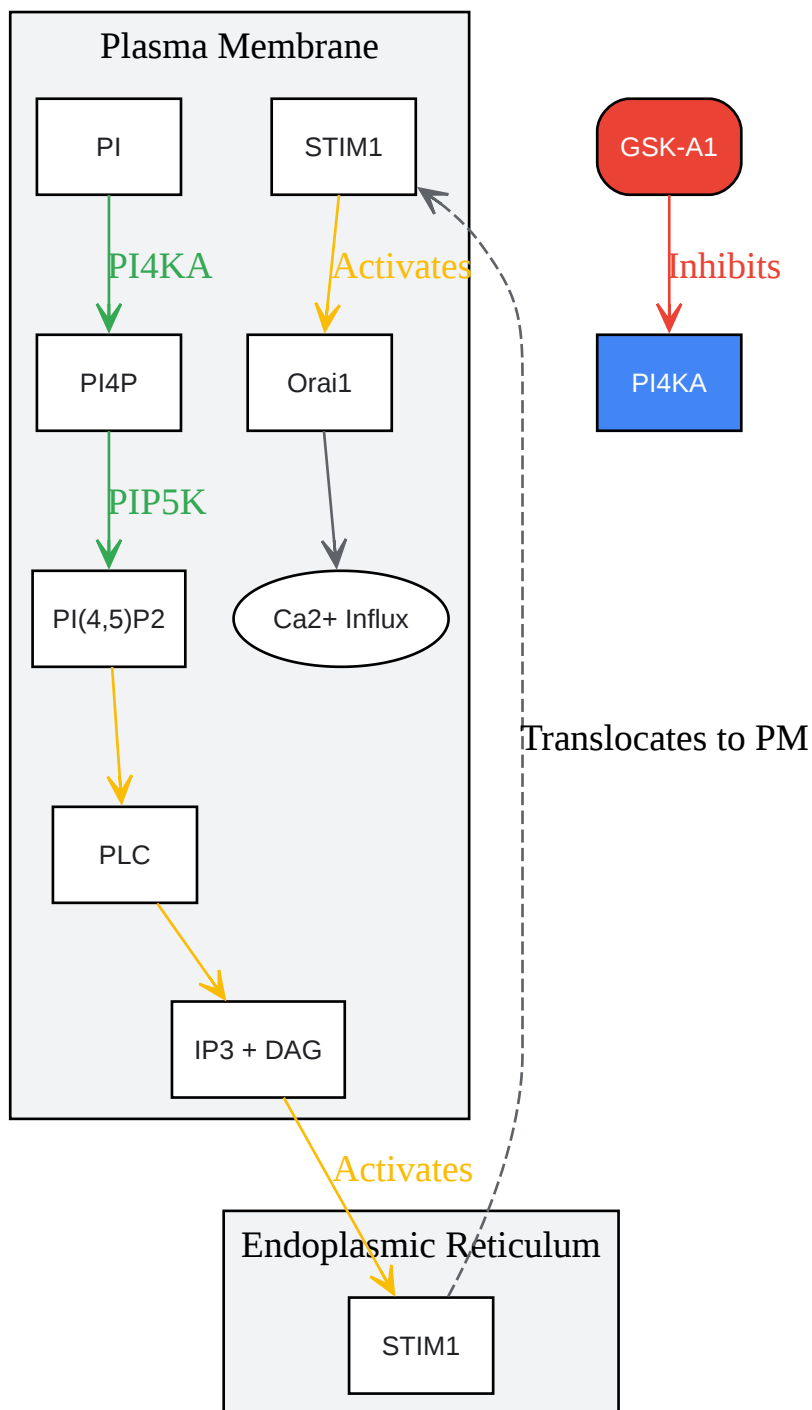 Plasma Membrane
PI
STIM1
GSK-A1
PI4KA
Activates
Inhibits
PI4P
Orai1
PI4KA
PIP5K
PI(4,5)P2
Ca2+ Influx
Translocates to PM
PLC
IP3 + DAG
Activates
Endoplasmic Reticulum
STIM1